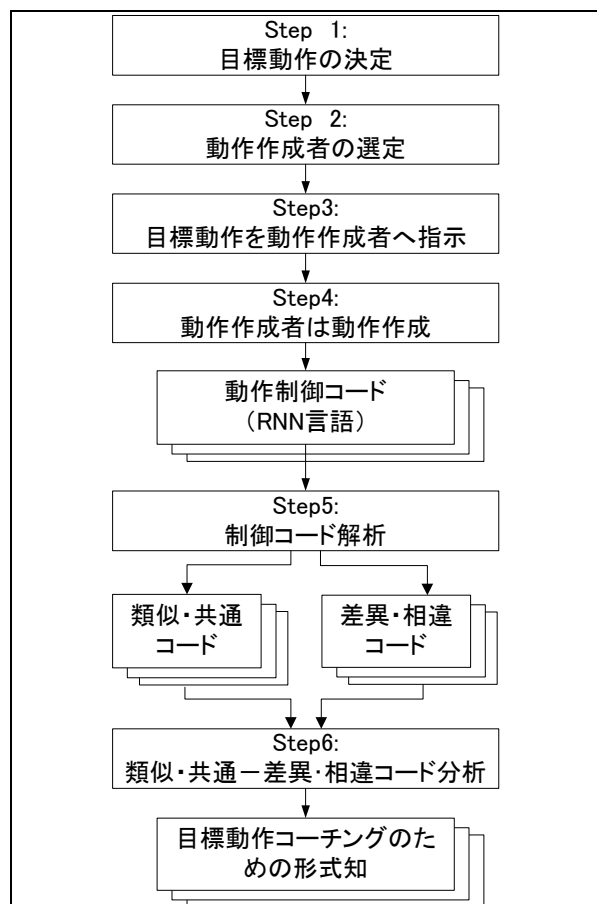 Step 1:
目標動作の決定
Step 2:
動作作成者の選定
Step3:
目標動作を動作作成者へ指示
Step4:
動作作成者は動作作成
動作制御コード
（RNN言語）
Step5:
制御コード解析
類似・共通
コード
差異・相違
コード
Step6:
類似・共通－差異・相違コード分析
目標動作コーチングのた
めの形式知